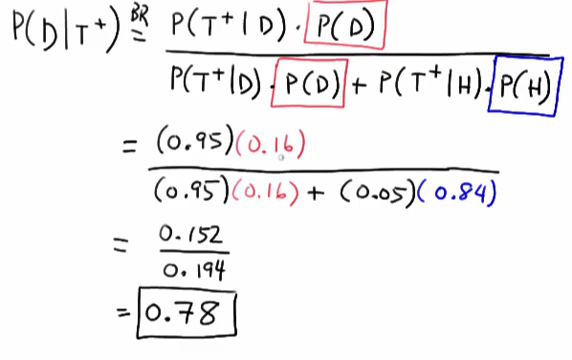 P(D|T⁺) BR= P(T⁺|D)·P(D)
P(T⁺|D)·P(D) + P(T⁺|H)·P(H)
= (0.95)(0.16)
(0.95)(0.16) + (0.05)(0.84)
= 0.152
0.194
= 0.78